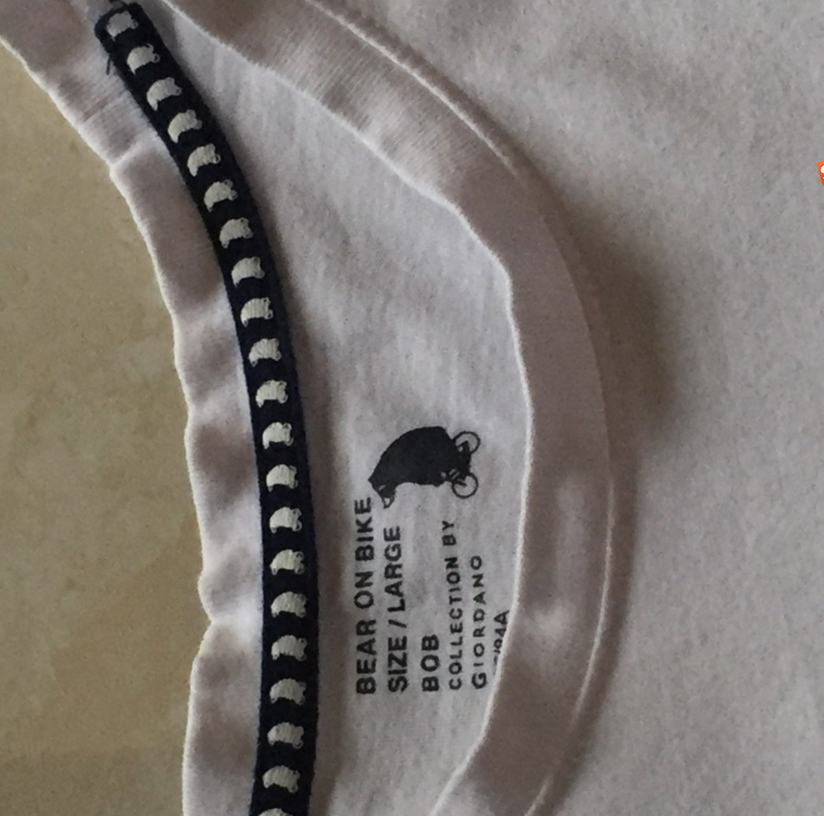 BEAR ON BIKE
SIZE / LARGE
BOB
COLLECTION BY
GIORDANO